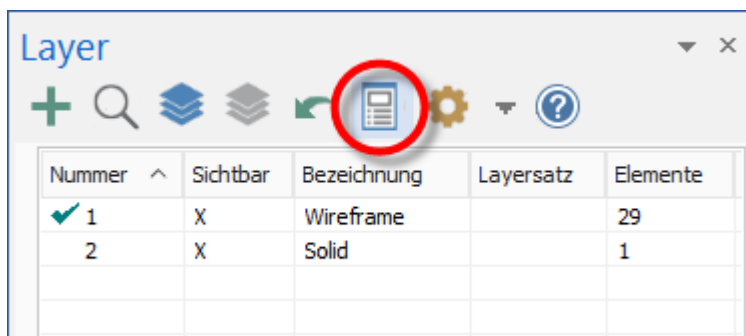 Layer
Nummer Sichtbar Bezeichnung Layersatz Elemente
1 X Wireframe 29
2 X Solid 1